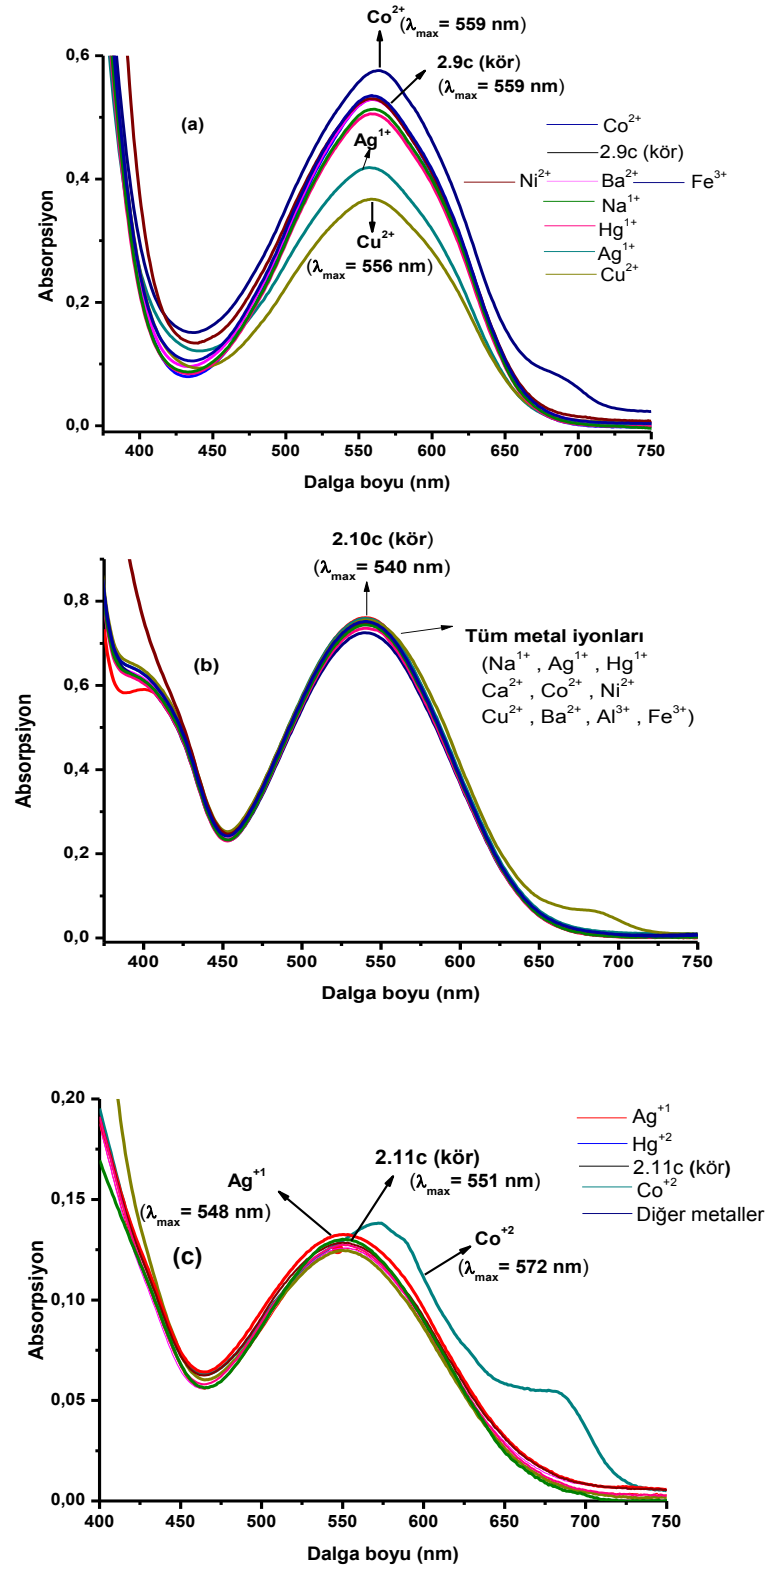 Co2+ (λmax= 559 nm)
2.9c (kör)
(λmax= 559 nm)
0,6
(a)
Ag1+
Cu2+
(λmax= 556 nm)
Co2+
2.9c (kör)
Ni2+ Ba2+ Fe3+
Na1+
Hg1+
Ag1+
Cu2+
0,4
0,2
0,0
Absorpsiyon
400 450 500 550 600 650 700 750
Dalga boyu (nm)
2.10c (kör)
(λmax= 540 nm)
(b)
Tüm metal iyonları
(Na1+ , Ag1+ , Hg1+
Ca2+ , Co2+ , Ni2+
Cu2+ , Ba2+ , Al3+ , Fe3+)
0,8
0,6
0,4
0,2
0,0
Absorpsiyon
400 450 500 550 600 650 700 750
Dalga boyu (nm)
0,20
Ag+1
Hg+2
2.11c (kör)
Co+2
Diğer metaller
2.11c (kör)
(λmax= 551 nm)
Ag+1
(λmax= 548 nm)
(c)
Co+2
(λmax= 572 nm)
0,15
0,10
0,05
0,00
Absorpsiyon
400 450 500 550 600 650 700 750
Dalga boyu (nm)